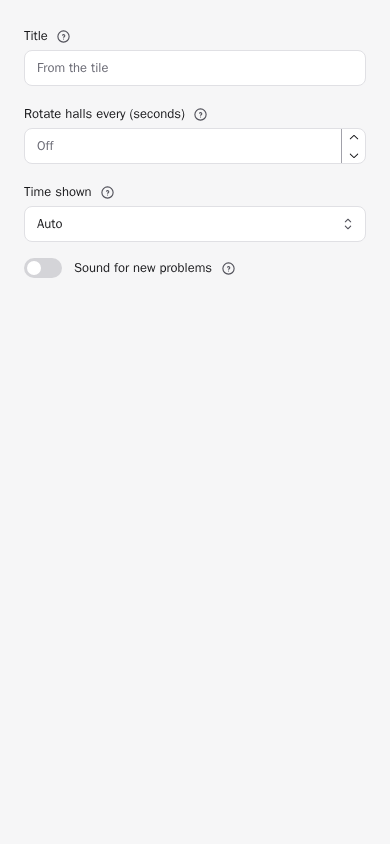 Title
From the tile
Rotate halls every (seconds)
Off
Time shown
Auto
Sound for new problems